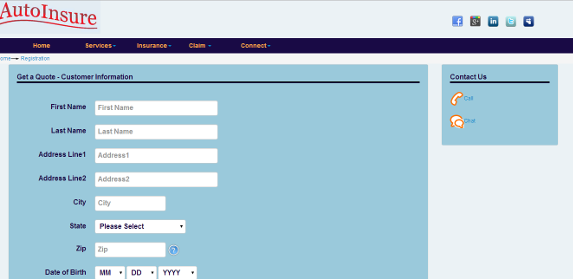 AutoInsure
Home Services Insurance Claim Connect
ome Registration
Get a Quote - Customer Information
Contact Us
First Name First Name
Call
Last Name Last Name
Chat
Address Line1 Address1
Address Line2 Address2
City City
State Please Select
Zip Zip ?
Date of Birth MM DD YYYY